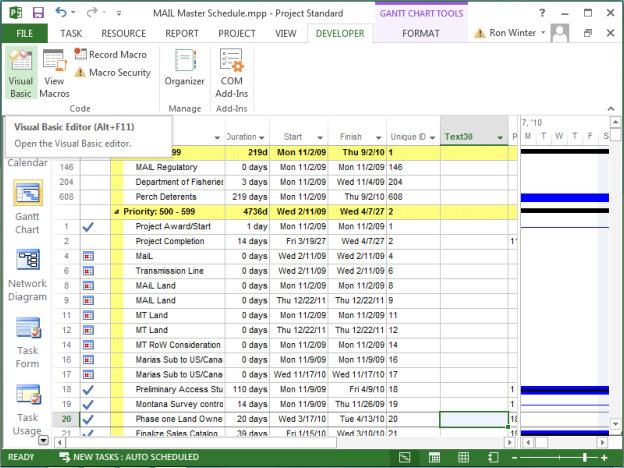 MAIL Master Schedule.mpp - Project Standard
GANTT CHART TOOLS
FILE TASK RESOURCE REPORT PROJECT VIEW DEVELOPER FORMAT Ron Winter
Visual Basic
View Macros
Record Macro
Macro Security
Organizer
COM Add-Ins
Code Manage Add-Ins
Visual Basic Editor (Alt+F11)
Open the Visual Basic editor.
Duration Start Finish Unique ID Text30 P
7, '10
M T W T F S
99 219d Mon 11/2/09 Thu 9/2/10 1
Calendar
Gantt Chart
Network Diagram
Task Form
Task Usage
146 MAIL Regulatory 0 days Mon 11/2/09 Mon 11/2/09 146
204 Department of Fisheries 3 days Mon 11/2/09 Wed 11/4/09 204
608 Perch Deterents 219 days Mon 11/2/09 Thu 9/2/10 608
Priority: 500 - 599 4736d Wed 2/11/09 Wed 4/7/27 2
1 Project Award/Start 1 day Mon 11/2/09 Mon 11/2/09 1
2 Project Completion 14 days Fri 3/19/27 Wed 4/7/27 2 11
4 MaiL 0 days Wed 2/11/09 Wed 2/11/09 4
6 Transmission Line 0 days Wed 2/11/09 Wed 2/11/09 6
8 MAiL Land 0 days Mon 11/2/09 Mon 11/2/09 8
9 MAIL Land 0 days Thu 12/22/11 Thu 12/22/11 9
11 MT Land 0 days Mon 11/2/09 Mon 11/2/09 11
12 MT Land 0 days Thu 12/22/11 Thu 12/22/11 12
14 MT RoW Consideration 0 days Mon 11/2/09 Mon 11/2/09 14
16 Marias Sub to US/Cana 0 days Mon 11/9/09 Mon 11/9/09 16
17 Marias Sub to US/Cana 0 days Wed 11/17/10 Wed 11/17/10 17
18 Preliminary Access Stu 110 days Mon 11/9/09 Fri 4/9/10 18 1
19 Montana Survey contro 14 days Mon 11/9/09 Thu 11/26/09 19 1
20 Phase one Land Owne 20 days Wed 3/17/10 Tue 4/13/10 20 18
21 Finalize Sales Catalog 39 days Fri 1/15/10 Wed 3/10/10 21 19
READY NEW TASKS : AUTO SCHEDULED